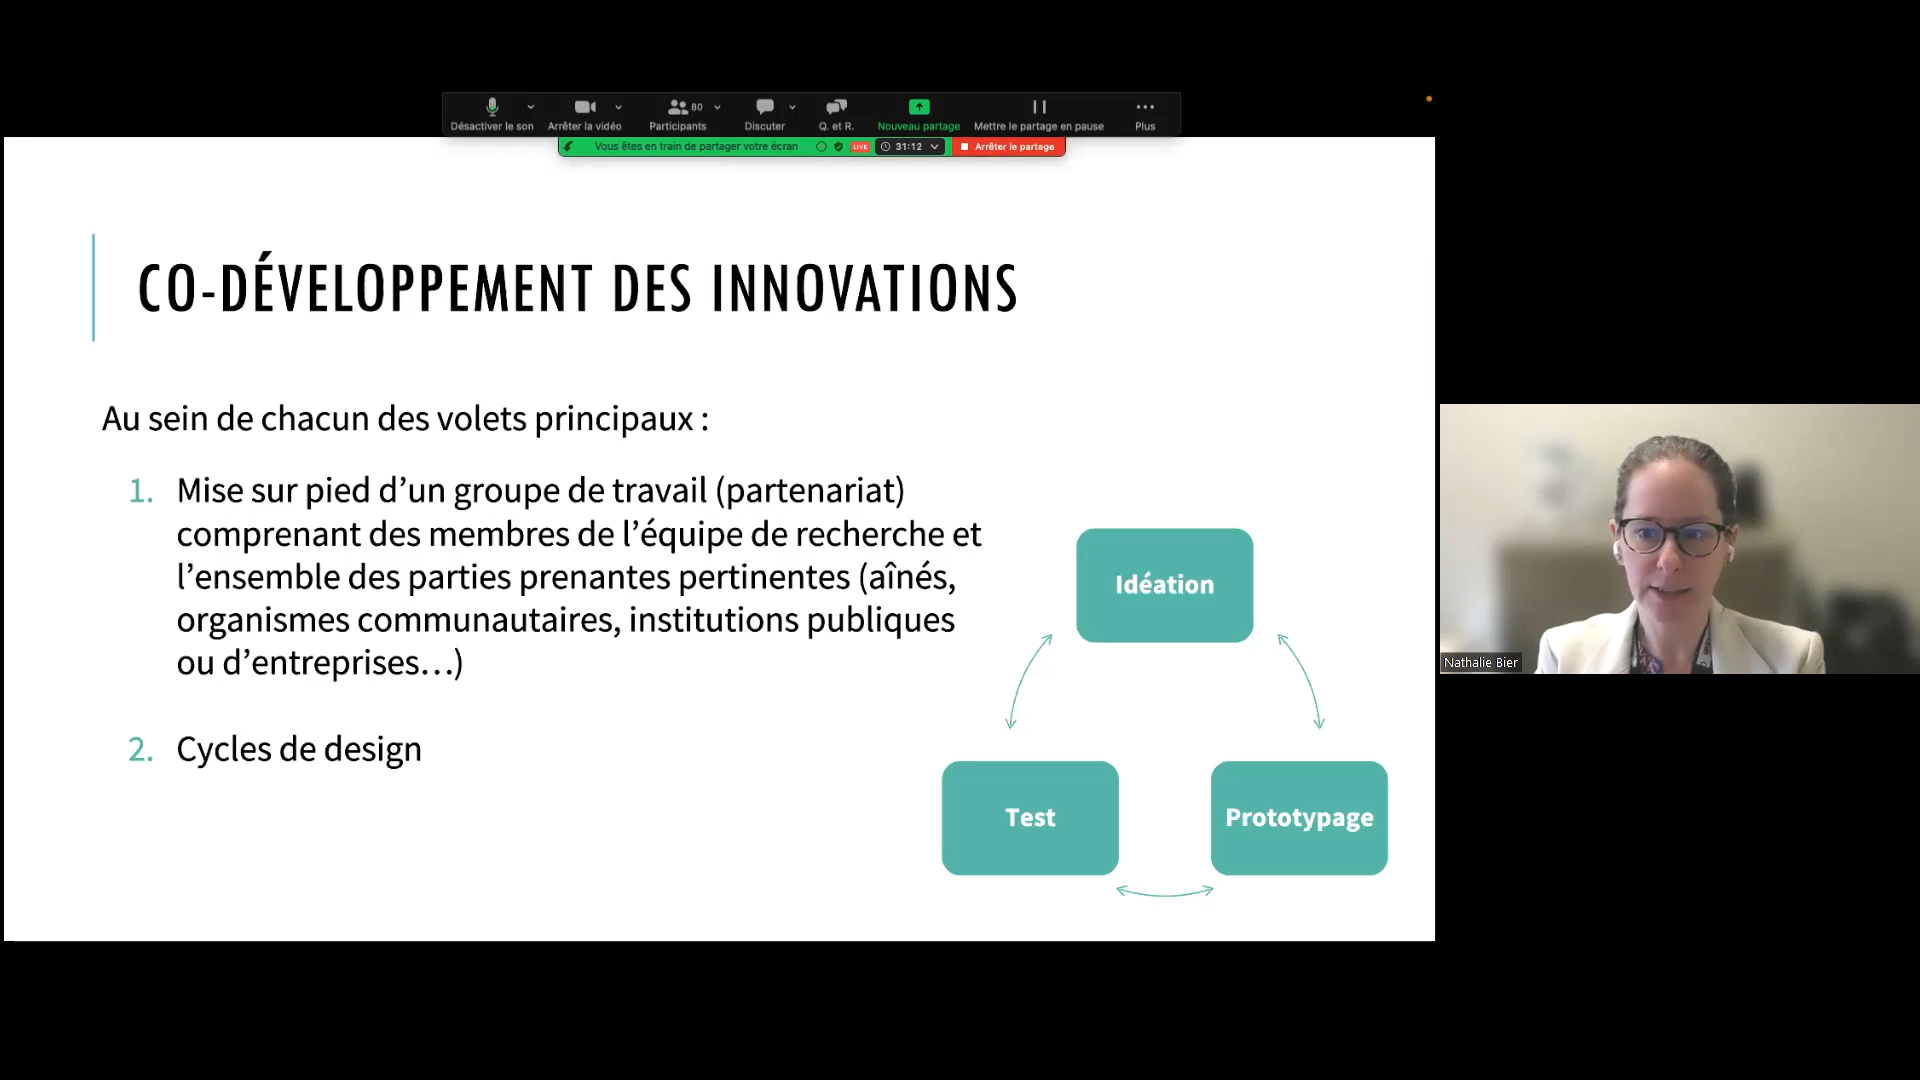 80
Désactiver le son
Arrêter la vidéo
Participants
Discuter
Q. et R.
Nouveau partage
Mettre le partage en pause
Plus
Vous êtes en train de partager votre écran
LIVE
31:12
Arrêter le partage
CO-DÉVELOPPEMENT DES INNOVATIONS
Au sein de chacun des volets principaux :
1. Mise sur pied d’un groupe de travail (partenariat)
comprenant des membres de l’équipe de recherche et
l’ensemble des parties prenantes pertinentes (aînés,
organismes communautaires, institutions publiques
ou d’entreprises…)
2. Cycles de design
Idéation
Test
Prototypage
Nathalie Bier